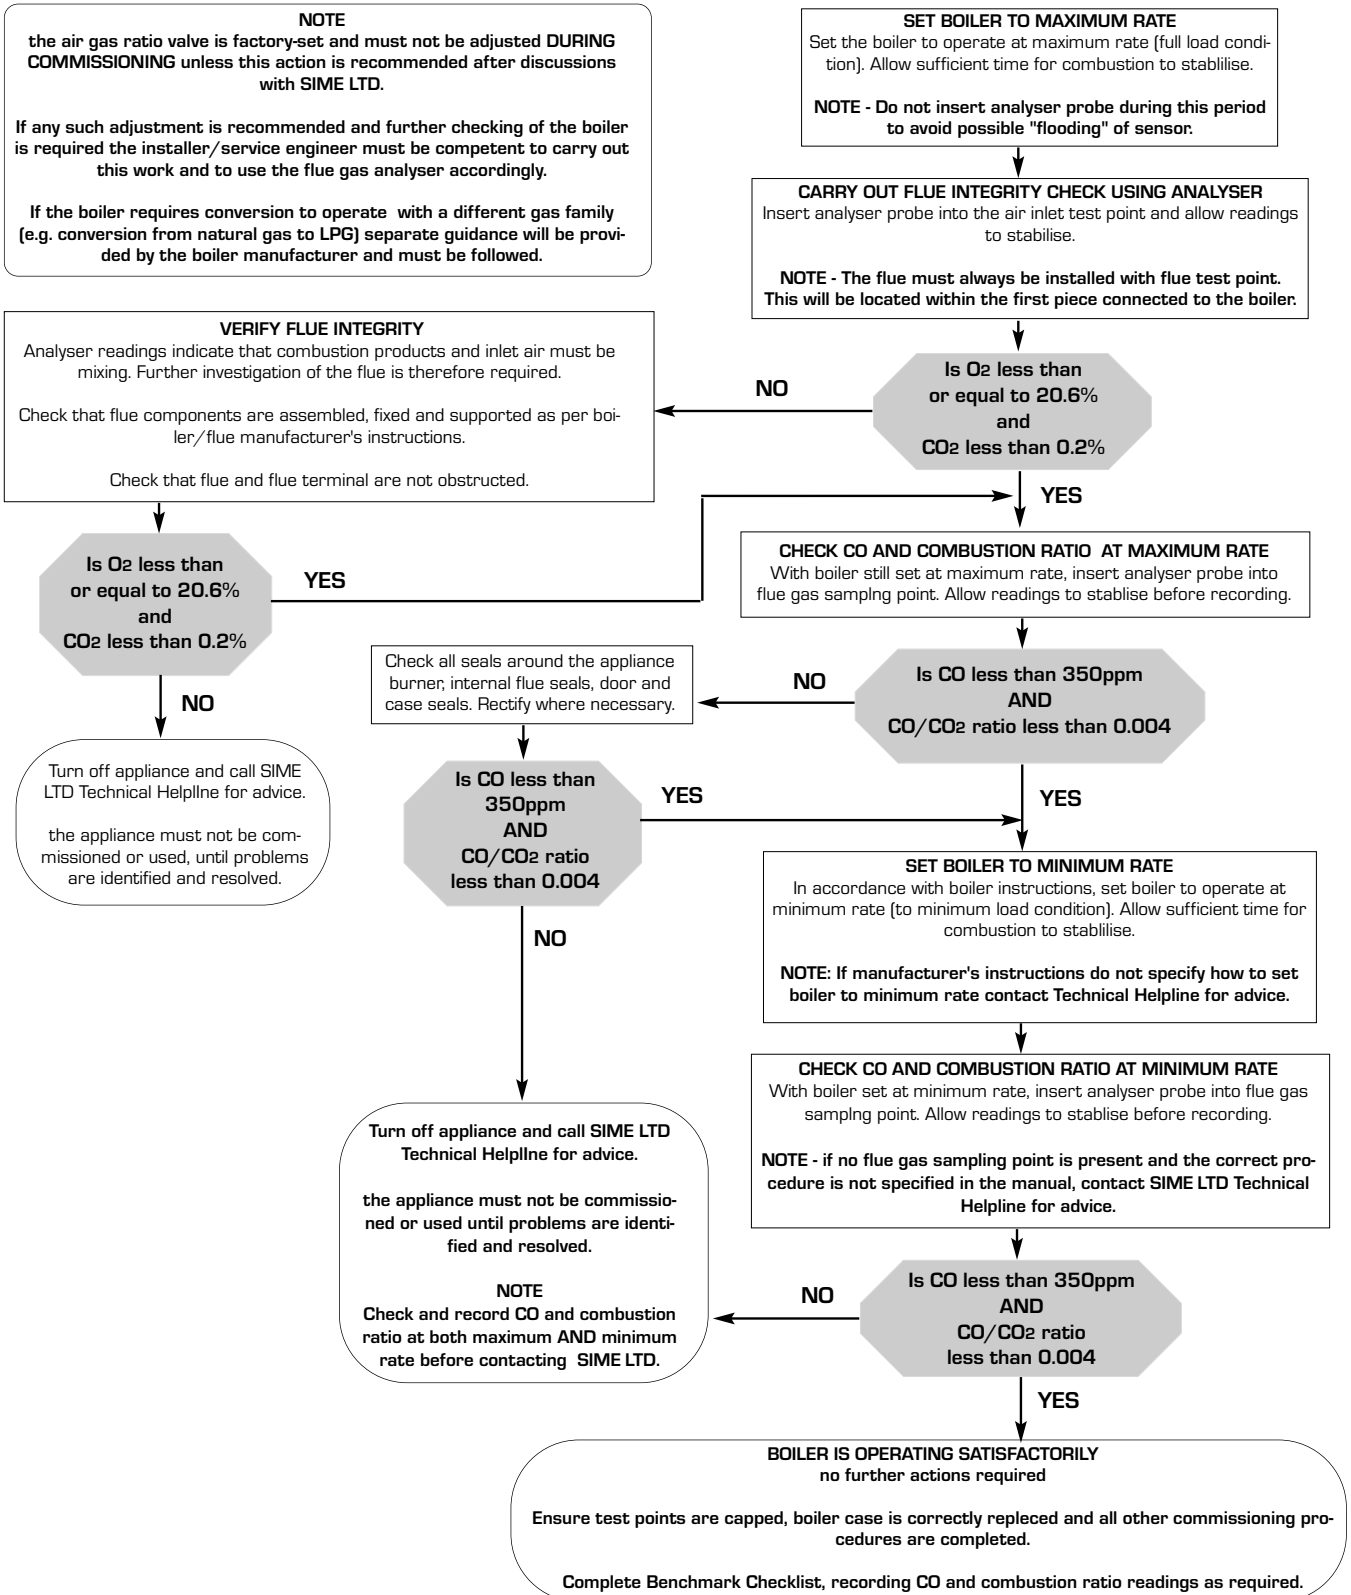 NOTE
the air gas ratio valve is factory-set and must not be adjusted DURING
COMMISSIONING unless this action is recommended after discussions
with SIME LTD.
If any such adjustment is recommended and further checking of the boiler
is required the installer/service engineer must be competent to carry out
this work and to use the flue gas analyser accordingly.
If the boiler requires conversion to operate with a different gas family
(e.g. conversion from natural gas to LPG) separate guidance will be provi-
ded by the boiler manufacturer and must be followed.
SET BOILER TO MAXIMUM RATE
Set the boiler to operate at maximum rate (full load condi-
tion). Allow sufficient time for combustion to stablilise.
NOTE - Do not insert analyser probe during this period
to avoid possible "flooding" of sensor.
CARRY OUT FLUE INTEGRITY CHECK USING ANALYSER
Insert analyser probe into the air inlet test point and allow readings
to stabilise.
NOTE - The flue must always be installed with flue test point.
This will be located within the first piece connected to the boiler.
Is O2 less than
or equal to 20.6%
and
CO2 less than 0.2%
NO
YES
VERIFY FLUE INTEGRITY
Analyser readings indicate that combustion products and inlet air must be
mixing. Further investigation of the flue is therefore required.
Check that flue components are assembled, fixed and supported as per boi-
ler/flue manufacturer's instructions.
Check that flue and flue terminal are not obstructed.
Is O2 less than
or equal to 20.6%
and
CO2 less than 0.2%
YES
NO
Turn off appliance and call SIME
LTD Technical HelplIne for advice.
the appliance must not be com-
missioned or used, until problems
are identified and resolved.
CHECK CO AND COMBUSTION RATIO AT MAXIMUM RATE
With boiler still set at maximum rate, insert analyser probe into
flue gas samplng point. Allow readings to stablise before recording.
Is CO less than 350ppm
AND
CO/CO2 ratio less than 0.004
NO
YES
Check all seals around the appliance
burner, internal flue seals, door and
case seals. Rectify where necessary.
Is CO less than
350ppm
AND
CO/CO2 ratio
less than 0.004
YES
NO
SET BOILER TO MINIMUM RATE
In accordance with boiler instructions, set boiler to operate at
minimum rate (to minimum load condition). Allow sufficient time for
combustion to stablilise.
NOTE: If manufacturer's instructions do not specify how to set
boiler to minimum rate contact Technical Helpline for advice.
CHECK CO AND COMBUSTION RATIO AT MINIMUM RATE
With boiler set at minimum rate, insert analyser probe into flue gas
samplng point. Allow readings to stablise before recording.
NOTE - if no flue gas sampling point is present and the correct pro-
cedure is not specified in the manual, contact SIME LTD Technical
Helpline for advice.
Is CO less than 350ppm
AND
CO/CO2 ratio
less than 0.004
NO
YES
Turn off appliance and call SIME LTD
Technical HelplIne for advice.
the appliance must not be commissio-
ned or used until problems are identi-
fied and resolved.
NOTE
Check and record CO and combustion
ratio at both maximum AND minimum
rate before contacting SIME LTD.
BOILER IS OPERATING SATISFACTORILY
no further actions required
Ensure test points are capped, boiler case is correctly repleced and all other commissioning pro-
cedures are completed.
Complete Benchmark Checklist, recording CO and combustion ratio readings as required.